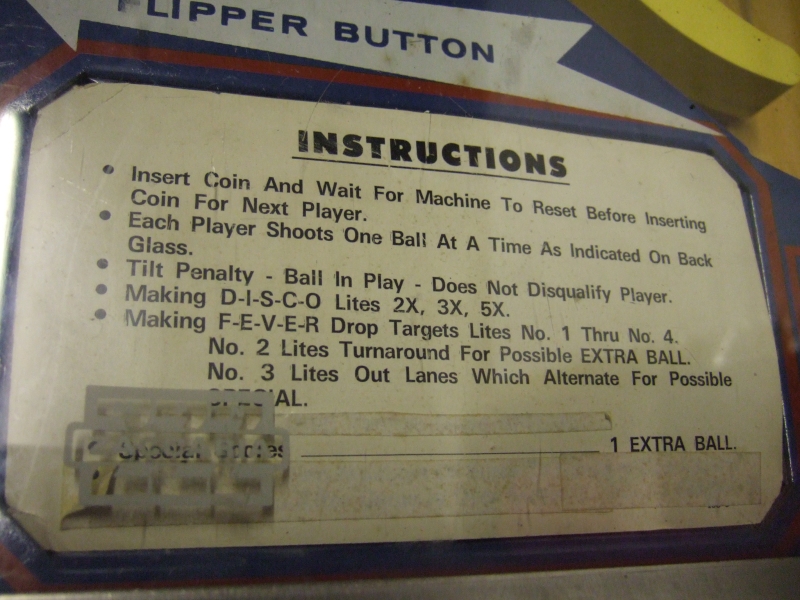 FLIPPER BUTTON
INSTRUCTIONS
• Insert Coin And Wait For Machine To Reset Before Inserting
Coin For Next Player.
• Each Player Shoots One Ball At A Time As Indicated On Back
Glass.
• Tilt Penalty - Ball In Play - Does Not Disqualify Player.
• Making D-I-S-C-O Lites 2X, 3X, 5X.
• Making F-E-V-E-R Drop Targets Lites No. 1 Thru No. 4.
No. 2 Lites Turnaround For Possible EXTRA BALL.
No. 3 Lites Out Lanes Which Alternate For Possible
SPECIAL.
• Special Scores 1 EXTRA BALL.